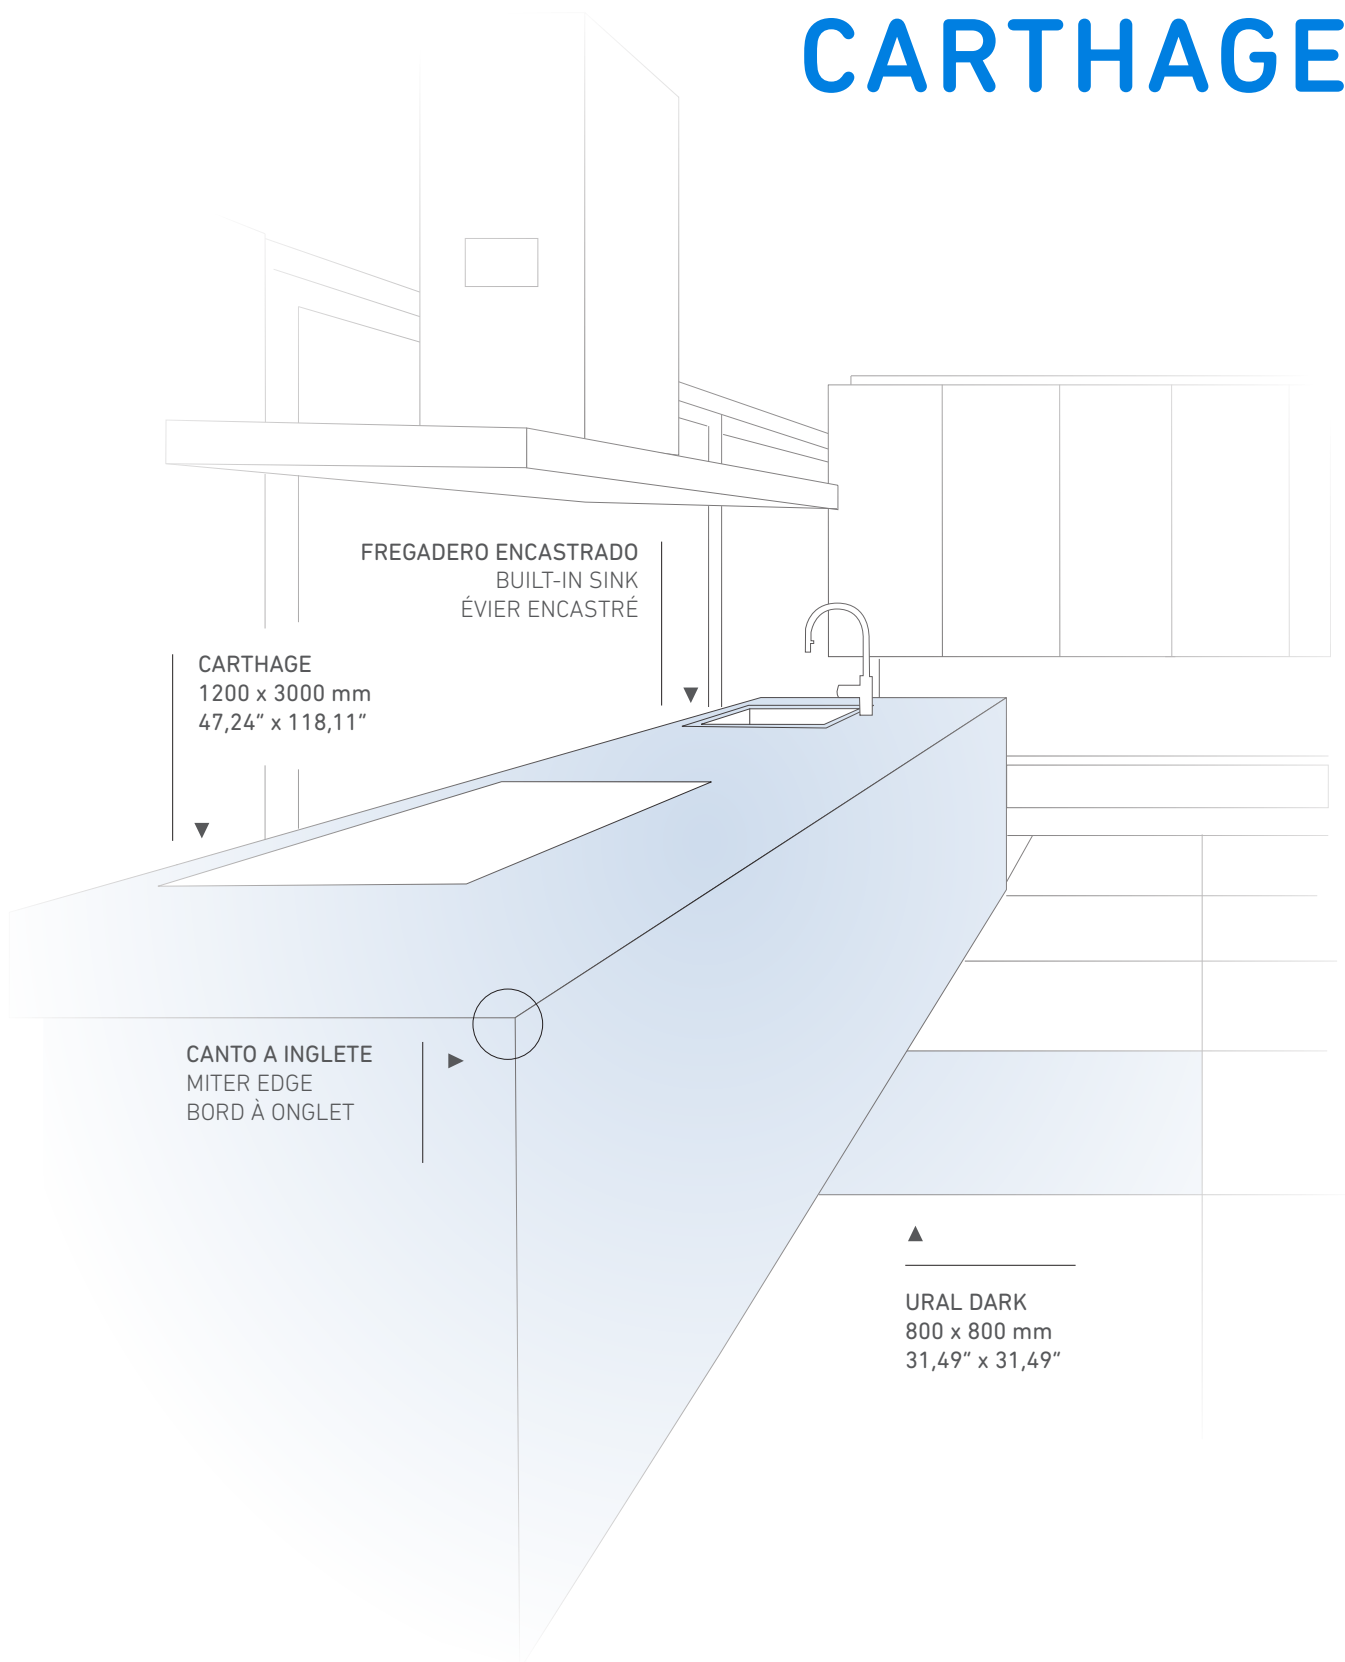 CARTHAGE
FREGADERO ENCASTRADO
BUILT-IN SINK
ÉVIER ENCASTRÉ
CARTHAGE
1200 x 3000 mm
47,24” x 118,11”
CANTO A INGLETE
MITER EDGE
BORD À ONGLET
URAL DARK
800 x 800 mm
31,49” x 31,49”